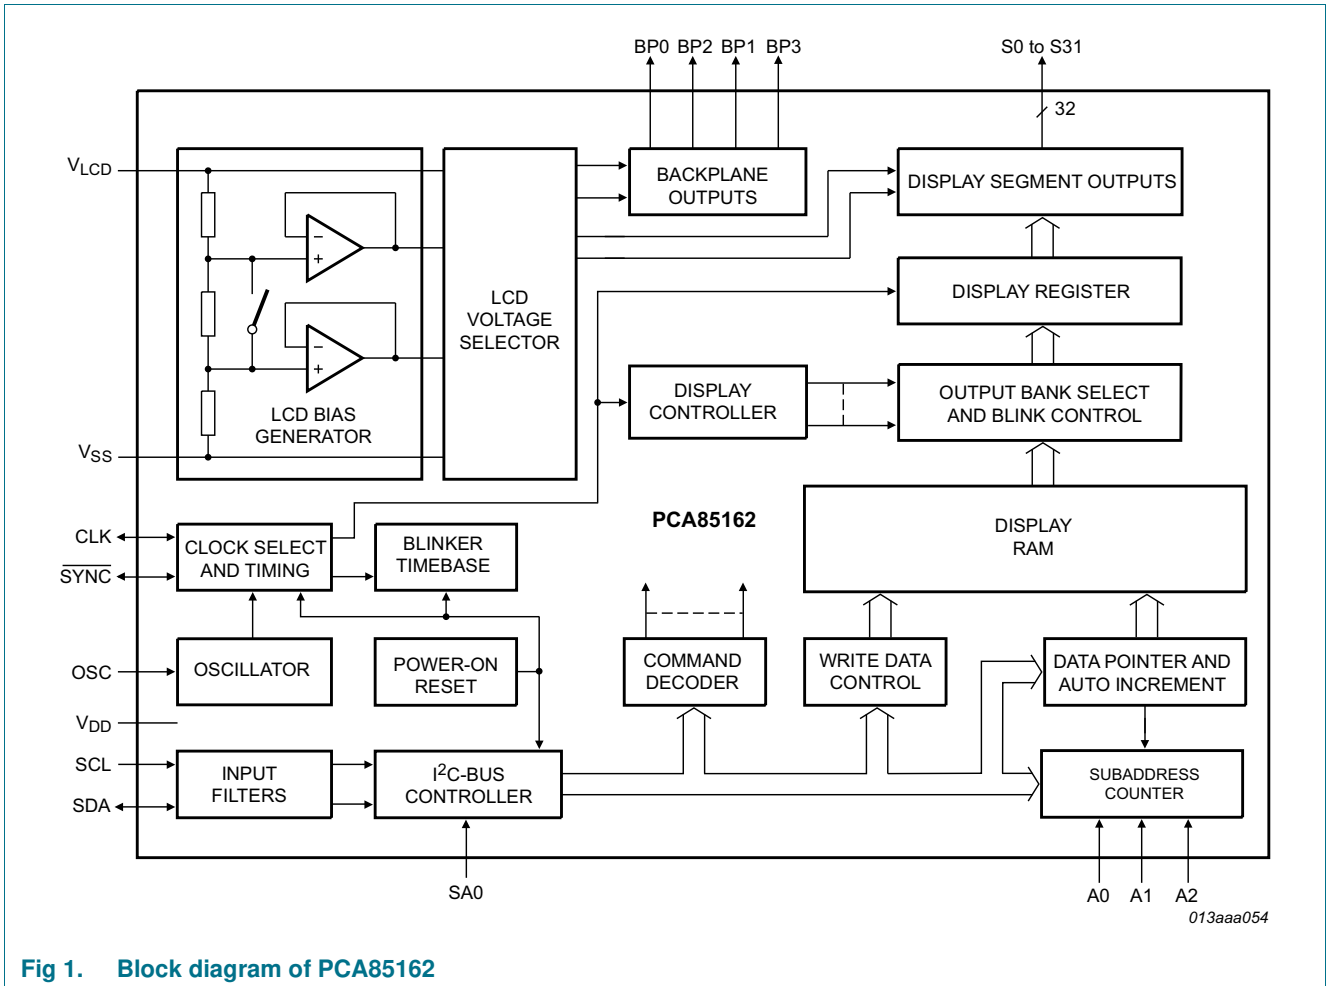 BP0 BP2 BP1 BP3
S0 to S31
32
VLCD
BACKPLANE
OUTPUTS
DISPLAY SEGMENT OUTPUTS
−
+
−
+
LCD BIAS
GENERATOR
LCD
VOLTAGE
SELECTOR
DISPLAY REGISTER
DISPLAY
CONTROLLER
OUTPUT BANK SELECT
AND BLINK CONTROL
VSS
CLK
SYNC
CLOCK SELECT
AND TIMING
BLINKER
TIMEBASE
PCA85162
DISPLAY
RAM
OSC
OSCILLATOR
POWER-ON
RESET
COMMAND
DECODER
WRITE DATA
CONTROL
DATA POINTER AND
AUTO INCREMENT
VDD
SCL
SDA
INPUT
FILTERS
I2C-BUS
CONTROLLER
SUBADDRESS
COUNTER
SA0
A0 A1 A2
013aaa054
Fig 1. Block diagram of PCA85162